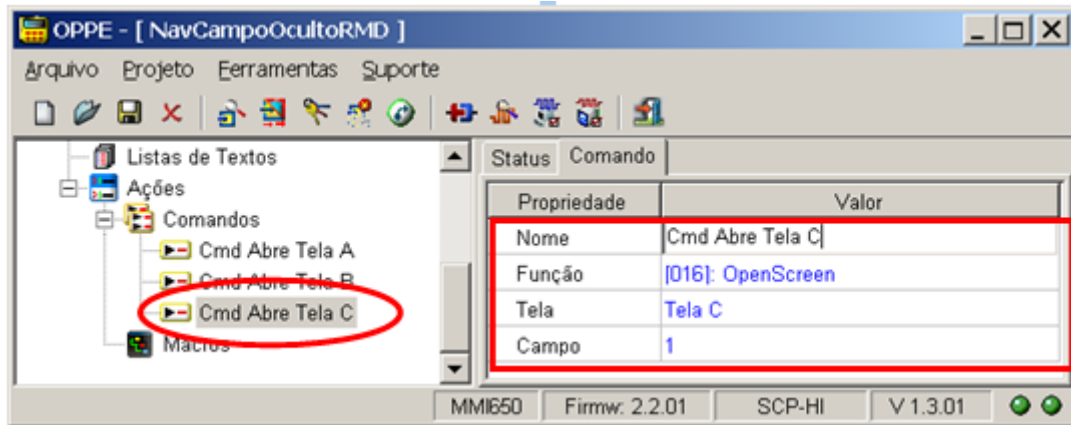 OPPE - [ NavCampoOcultoRMD ]
Arquivo Projeto Eerramentas Suporte
Listas de Textos
Ações
Comandos
Cmd Abre Tela A
Cmd Abre Tela B
Cmd Abre Tela C
Macros
Status Comando
Propriedade Valor
Nome Cmd Abre Tela C
Função [016]: OpenScreen
Tela Tela C
Campo 1
MMI650 Firmw: 2.2.01 SCP-HI V 1.3.01